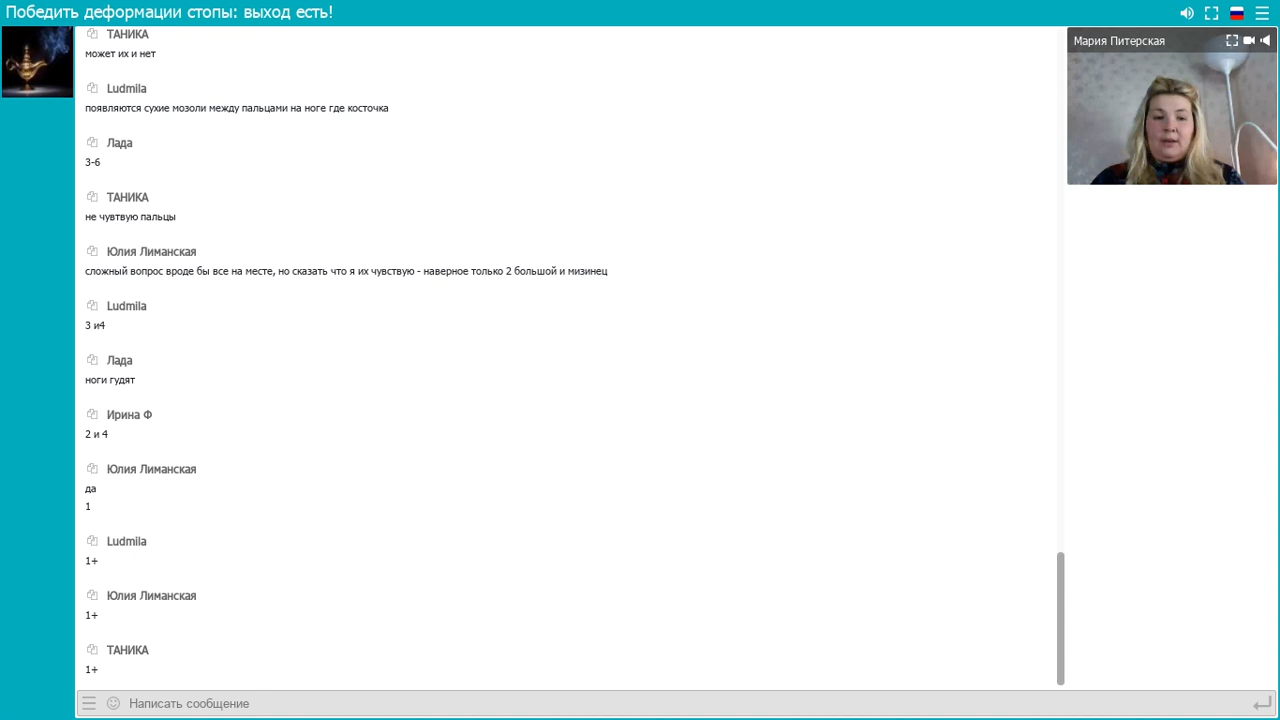 Победить деформации стопы: выход есть!
Мария Питерская
ТАНИКА
может их и нет
Ludmila
появляются сухие мозоли между пальцами на ноге где косточка
Лада
3-6
ТАНИКА
не чувтвую пальцы
Юлия Лиманская
сложный вопрос вроде бы все на месте, но сказать что я их чувствую - наверное только 2 большой и мизинец
Ludmila
3 и4
Лада
ноги гудят
Ирина Ф
2 и 4
Юлия Лиманская
да
1
Ludmila
1+
Юлия Лиманская
1+
ТАНИКА
1+
Написать сообщение